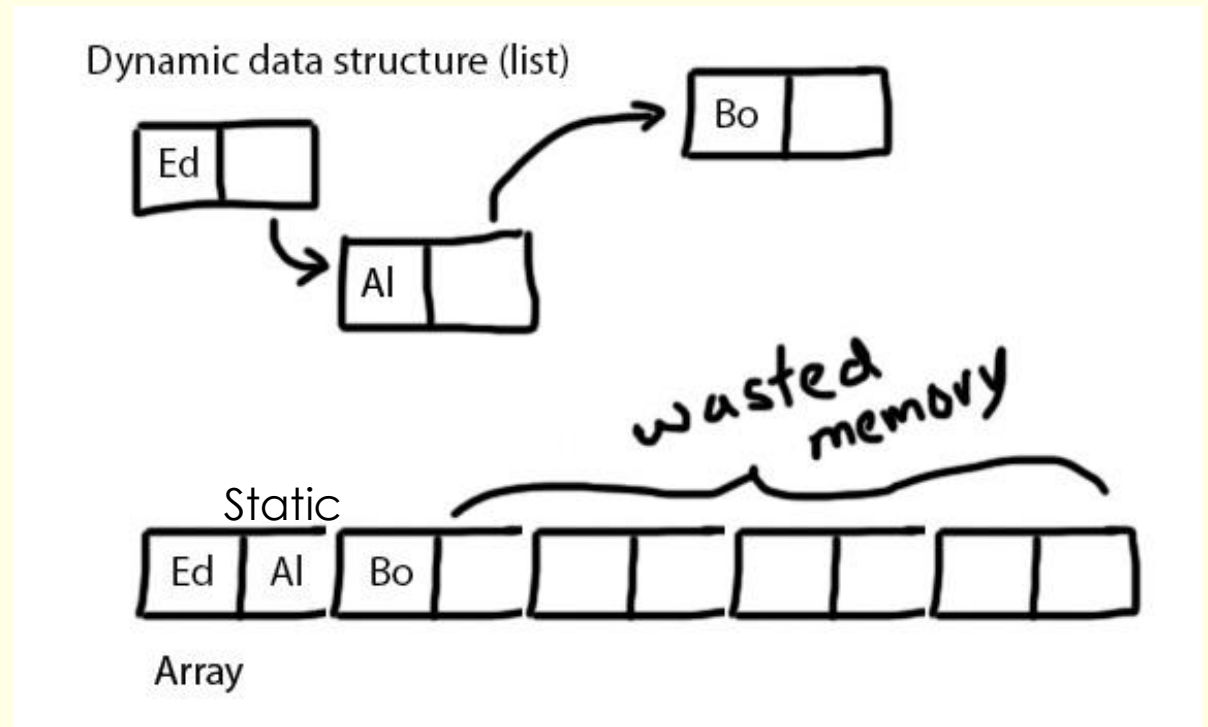 Dynamic data structure (list)
Bo
Ed
Al
wasted
memory
Static
Ed Al Bo
Array